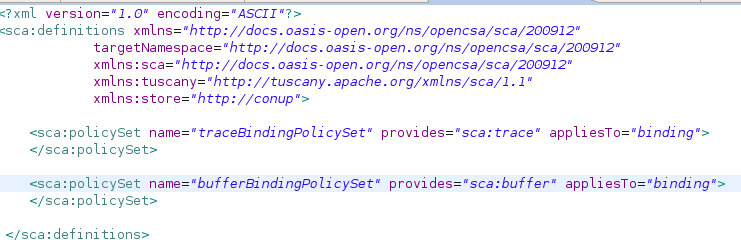 <?xml version="1.0" encoding="ASCII"?>
<sca:definitions xmlns="http://docs.oasis-open.org/ns/opencsa/sca/200912"
targetNamespace="http://docs.oasis-open.org/ns/opencsa/sca/200912"
xmlns:sca="http://docs.oasis-open.org/ns/opencsa/sca/200912"
xmlns:tuscany="http://tuscany.apache.org/xmlns/sca/1.1"
xmlns:store="http://conup">
<sca:policySet name="traceBindingPolicySet" provides="sca:trace" appliesTo="binding">
</sca:policySet>
<sca:policySet name="bufferBindingPolicySet" provides="sca:buffer" appliesTo="binding">
</sca:policySet>
</sca:definitions>